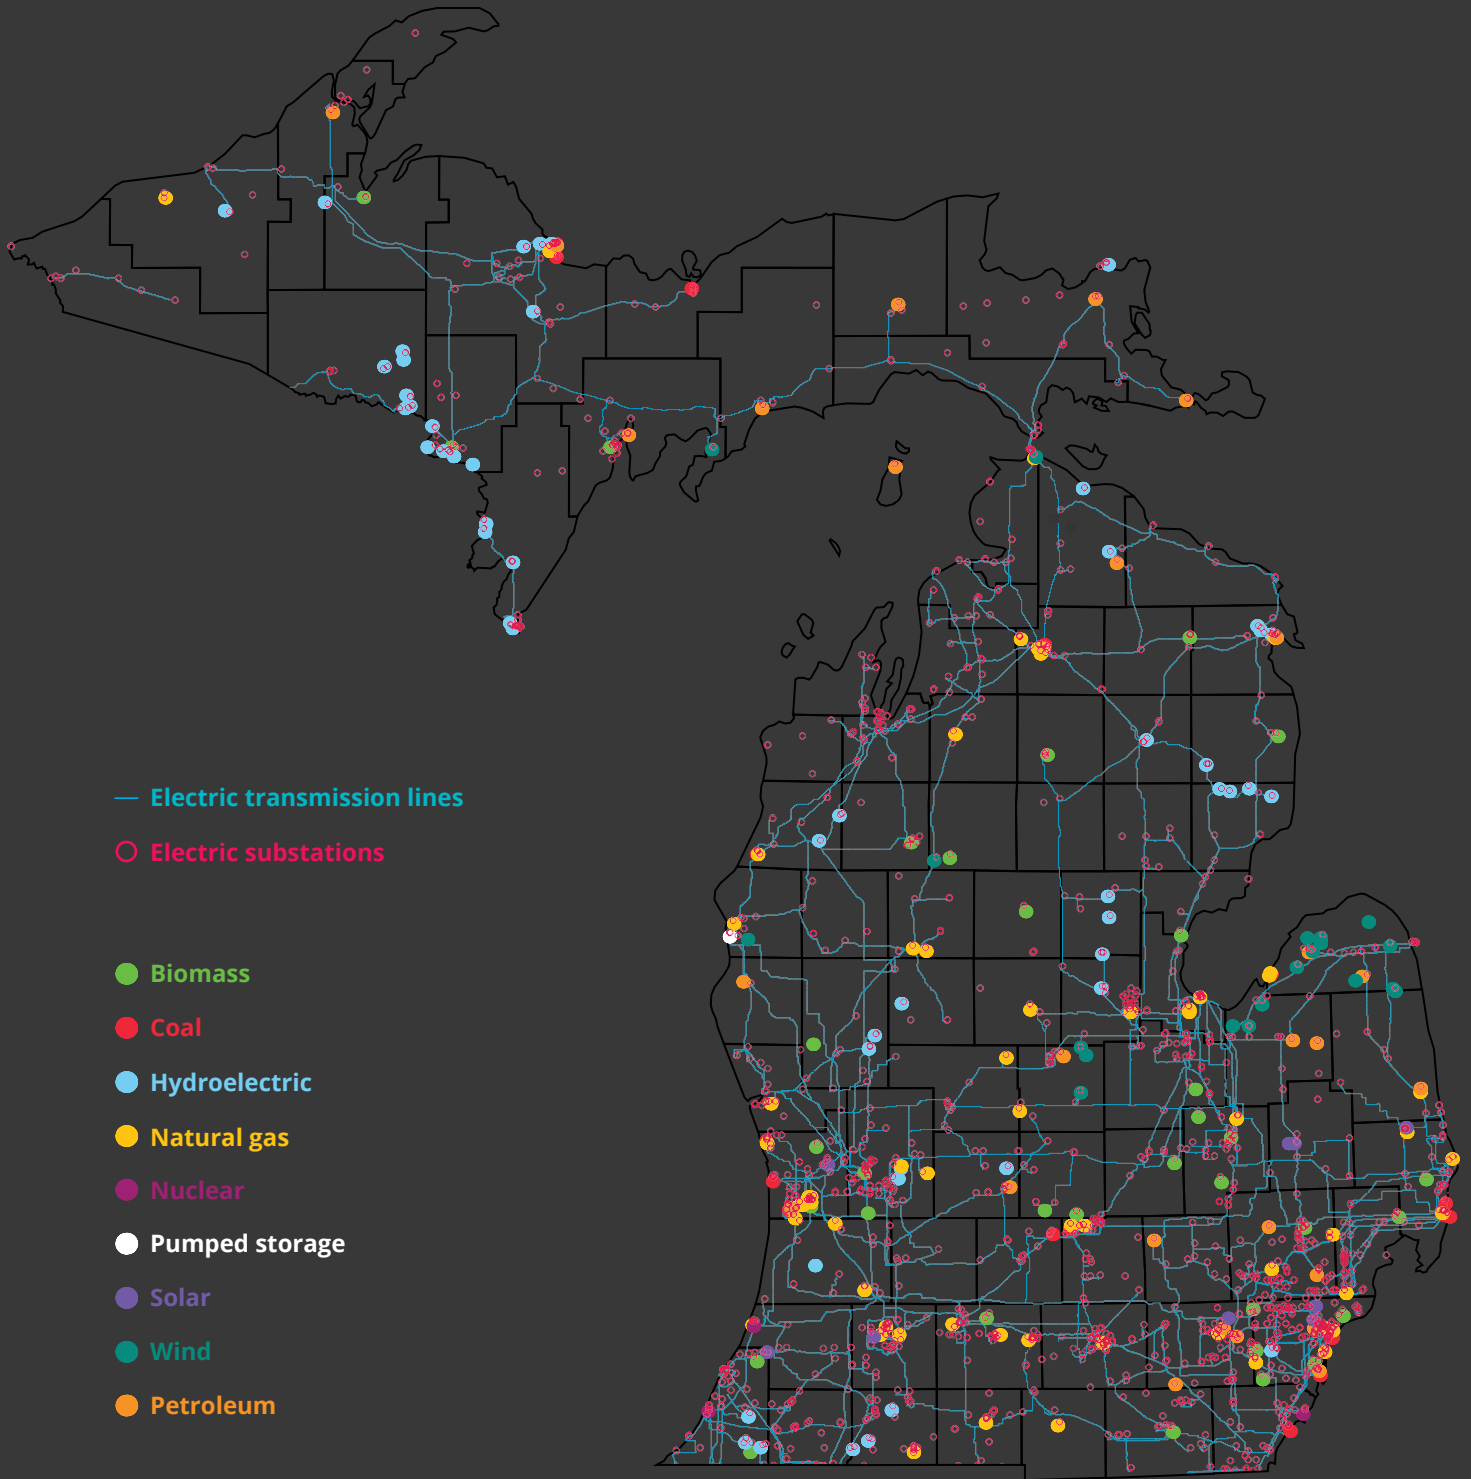 Electric transmission lines
Electric substations
Biomass
Coal
Hydroelectric
Natural gas
Nuclear
Pumped storage
Solar
Wind
Petroleum